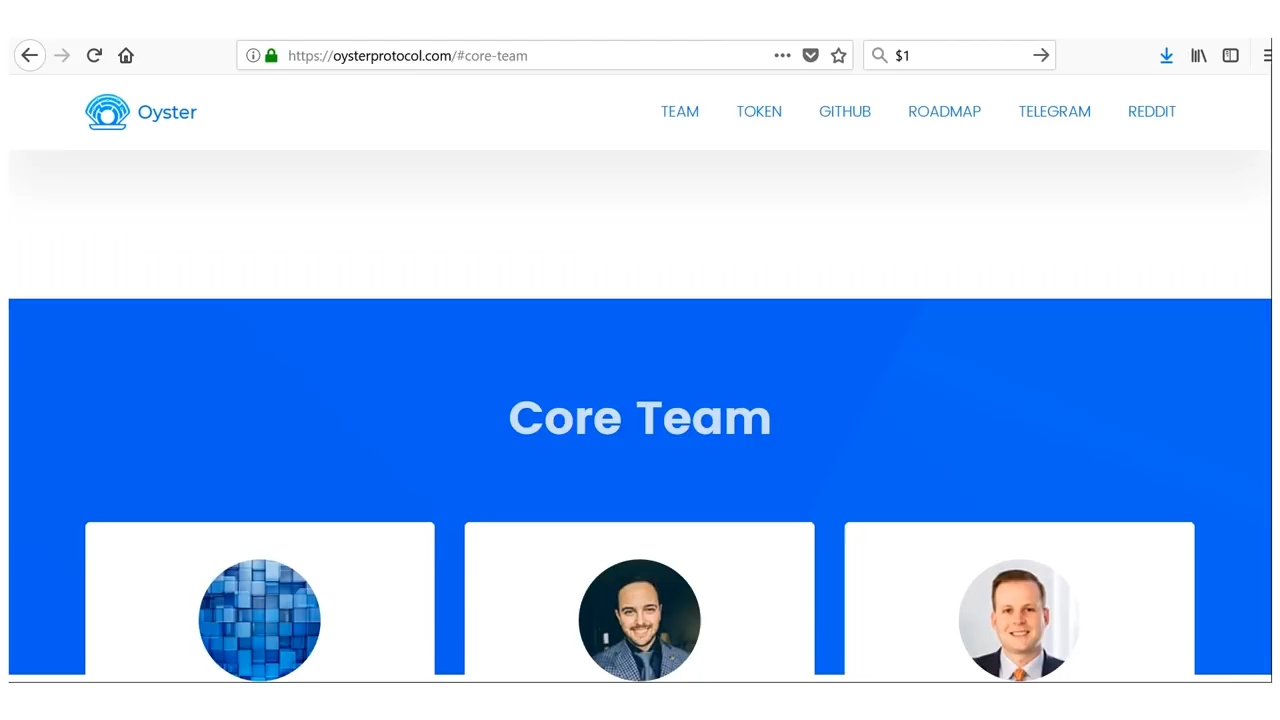 https://oysterprotocol.com/#core-team
$1
Oyster
TEAM
TOKEN
GITHUB
ROADMAP
TELEGRAM
REDDIT
Core Team